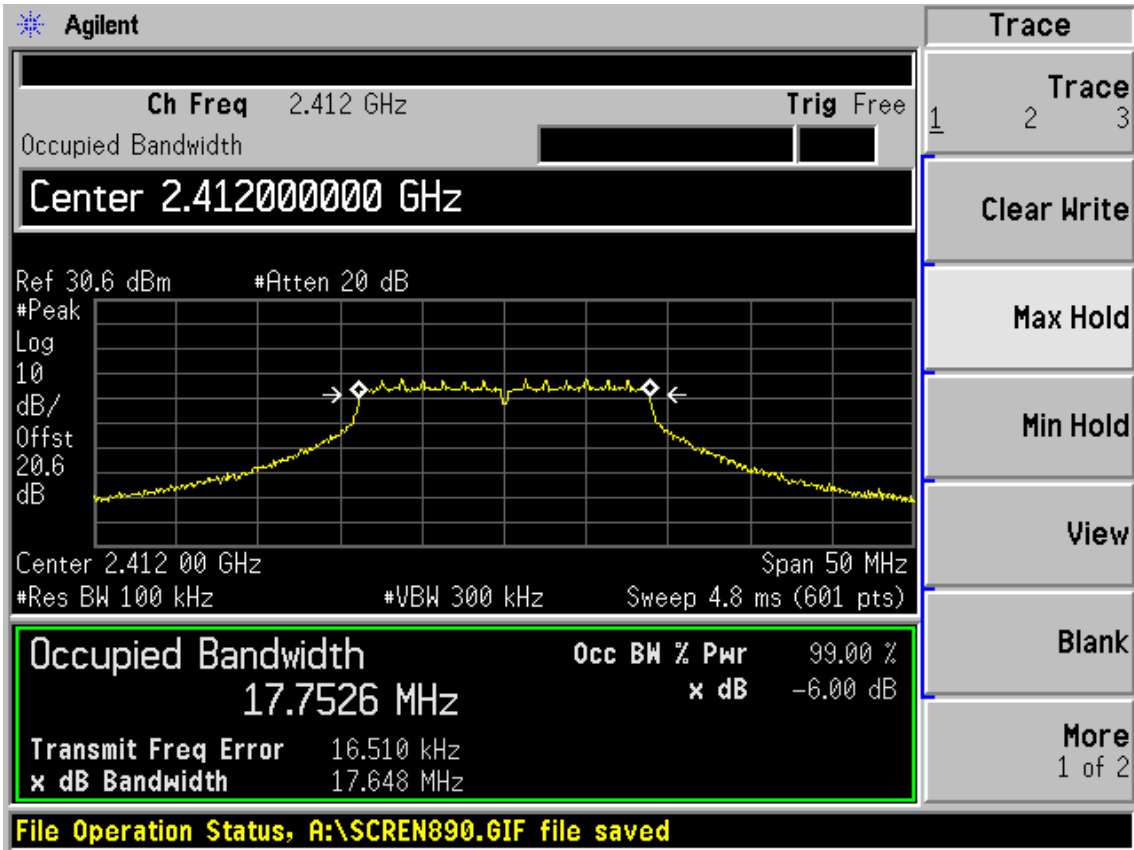 Agilent
Trace
Ch Freq 2.412 GHz Trig Free
Occupied Bandwidth
Center 2.412000000 GHz
Ref 30.6 dBm #Atten 20 dB
#Peak
Log
10
dB/
Offst
20.6
dB
Center 2.412 00 GHz Span 50 MHz
#Res BW 100 kHz #VBW 300 kHz Sweep 4.8 ms (601 pts)
Occupied Bandwidth
17.7526 MHz
Occ BW % Pwr 99.00 %
x dB -6.00 dB
Transmit Freq Error 16.510 kHz
x dB Bandwidth 17.648 MHz
File Operation Status, A:\SCREN890.GIF file saved
Trace
1 2 3
Clear Write
Max Hold
Min Hold
View
Blank
More
1 of 2